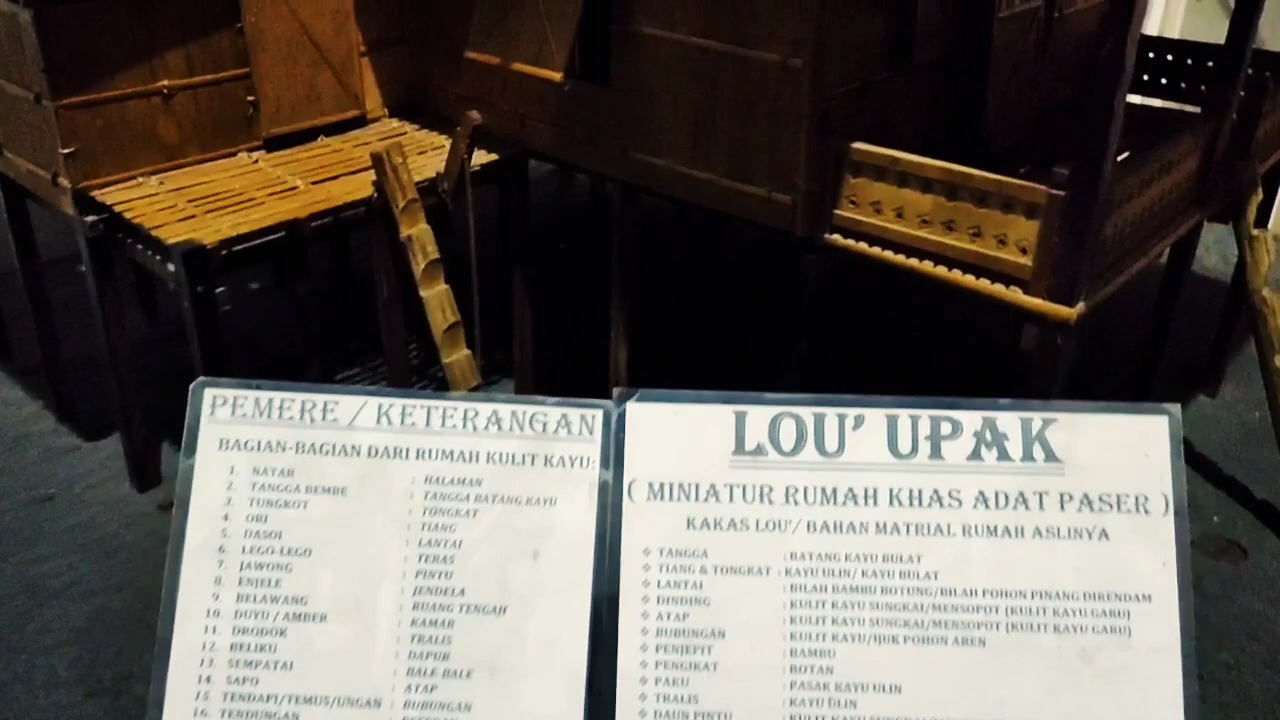 PEMERE / KETERANGAN
BAGIAN-BAGIAN DARI RUMAH KULIT KAYU:
1. NATAR : HALAMAN
2. TANGGA BEMBE : TANGGA BATANG KAYU
3. TUNGKOT : TONGKAT
4. ORI : TIANG
5. DASOI : LANTAI
6. LEGO-LEGO : TERAS
7. JAWONG : PINTU
8. ENJELE : JENDELA
9. BELAWANG : RUANG TENGAH
10. DUYU / AMBER : KAMAR
11. DRODOK : TRALIS
12. BELIKU : DAPUR
13. SEMPATAI : BALE-BALE
14. SAPO : ATAP
15. TENDAPI/TEMUS/UNGAN : BUBUNGAN
16. TENDUNGAN
LOU' UPAK
( MINIATUR RUMAH KHAS ADAT PASER )
KAKAS LOU'/ BAHAN MATRIAL RUMAH ASLINYA
❖ TANGGA : BATANG KAYU BULAT
❖ TIANG & TONGKAT : KAYU ULIN/ KAYU BULAT
❖ LANTAI : BILAH BAMBU BOTUNG/BILAH POHON PINANG DIRENDAM
❖ DINDING : KULIT KAYU SUNGKAI/MENSOPOT (KULIT KAYU GARU)
❖ ATAP : KULIT KAYU SUNGKAI/MENSOPOT (KULIT KAYU GARU)
❖ BUBUNGAN : KULIT KAYU/IJUK POHON AREN
❖ PENJEPIT : BAMBU
❖ PENGIKAT : ROTAN
❖ PAKU : PASAK KAYU ULIN
❖ TRALIS : KAYU ULIN
❖ DAUN PINTU